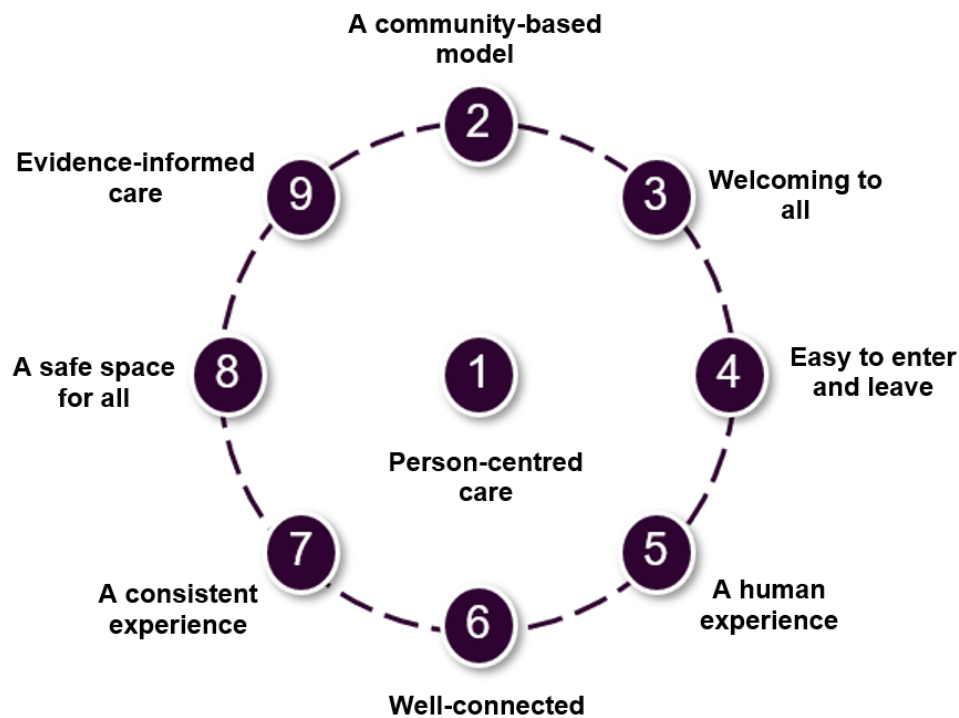 1
Person-centred
care
2
A community-based
model
3
Welcoming to
all
4
Easy to enter
and leave
5
A human
experience
6
Well-connected
7
A consistent
experience
8
A safe space
for all
9
Evidence-informed
care